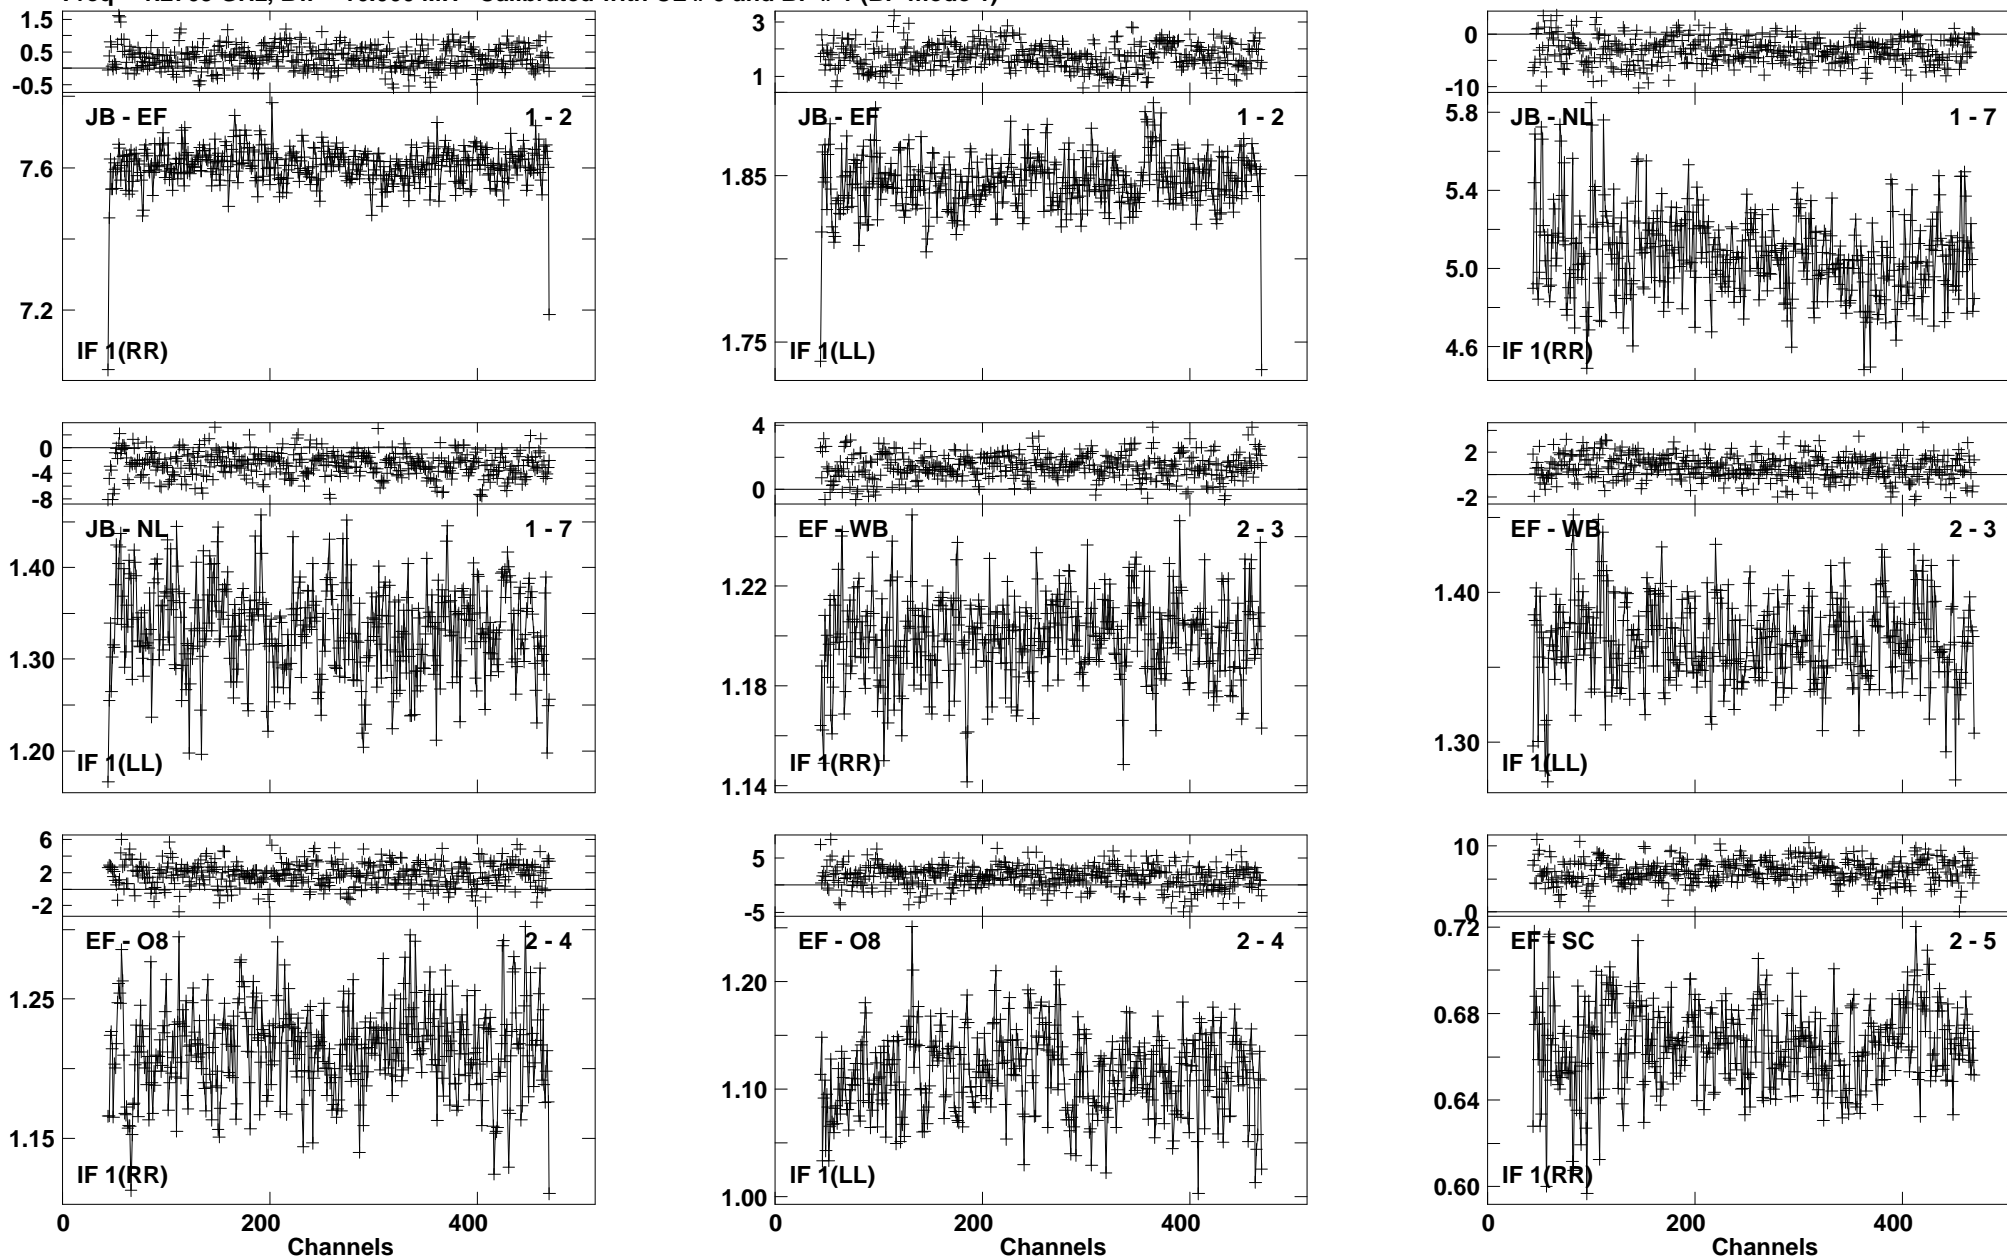 1.5
0.5
-0.5
JB - EF
1 - 2
7.6
7.2
IF 1(RR)
3
1
JB - EF
1 - 2
1.85
1.75
IF 1(LL)
0
-10
5.8
JB - NL
1 - 7
5.4
5.0
4.6
IF 1(RR)
0
-4
-8
JB - NL
1 - 7
1.40
1.30
1.20
IF 1(LL)
4
0
EF - WB
2 - 3
1.22
1.18
1.14
IF 1(RR)
2
-2
EF - WB
2 - 3
1.40
1.30
IF 1(LL)
6
2
-2
EF - O8
2 - 4
1.25
1.15
IF 1(RR)
0
200
400
Channels
5
-5
EF - O8
2 - 4
1.20
1.10
1.00
IF 1(LL)
0
200
400
Channels
10
0
0.72
EF - SC
2 - 5
0.68
0.64
0.60
IF 1(RR)
0
200
400
Channels